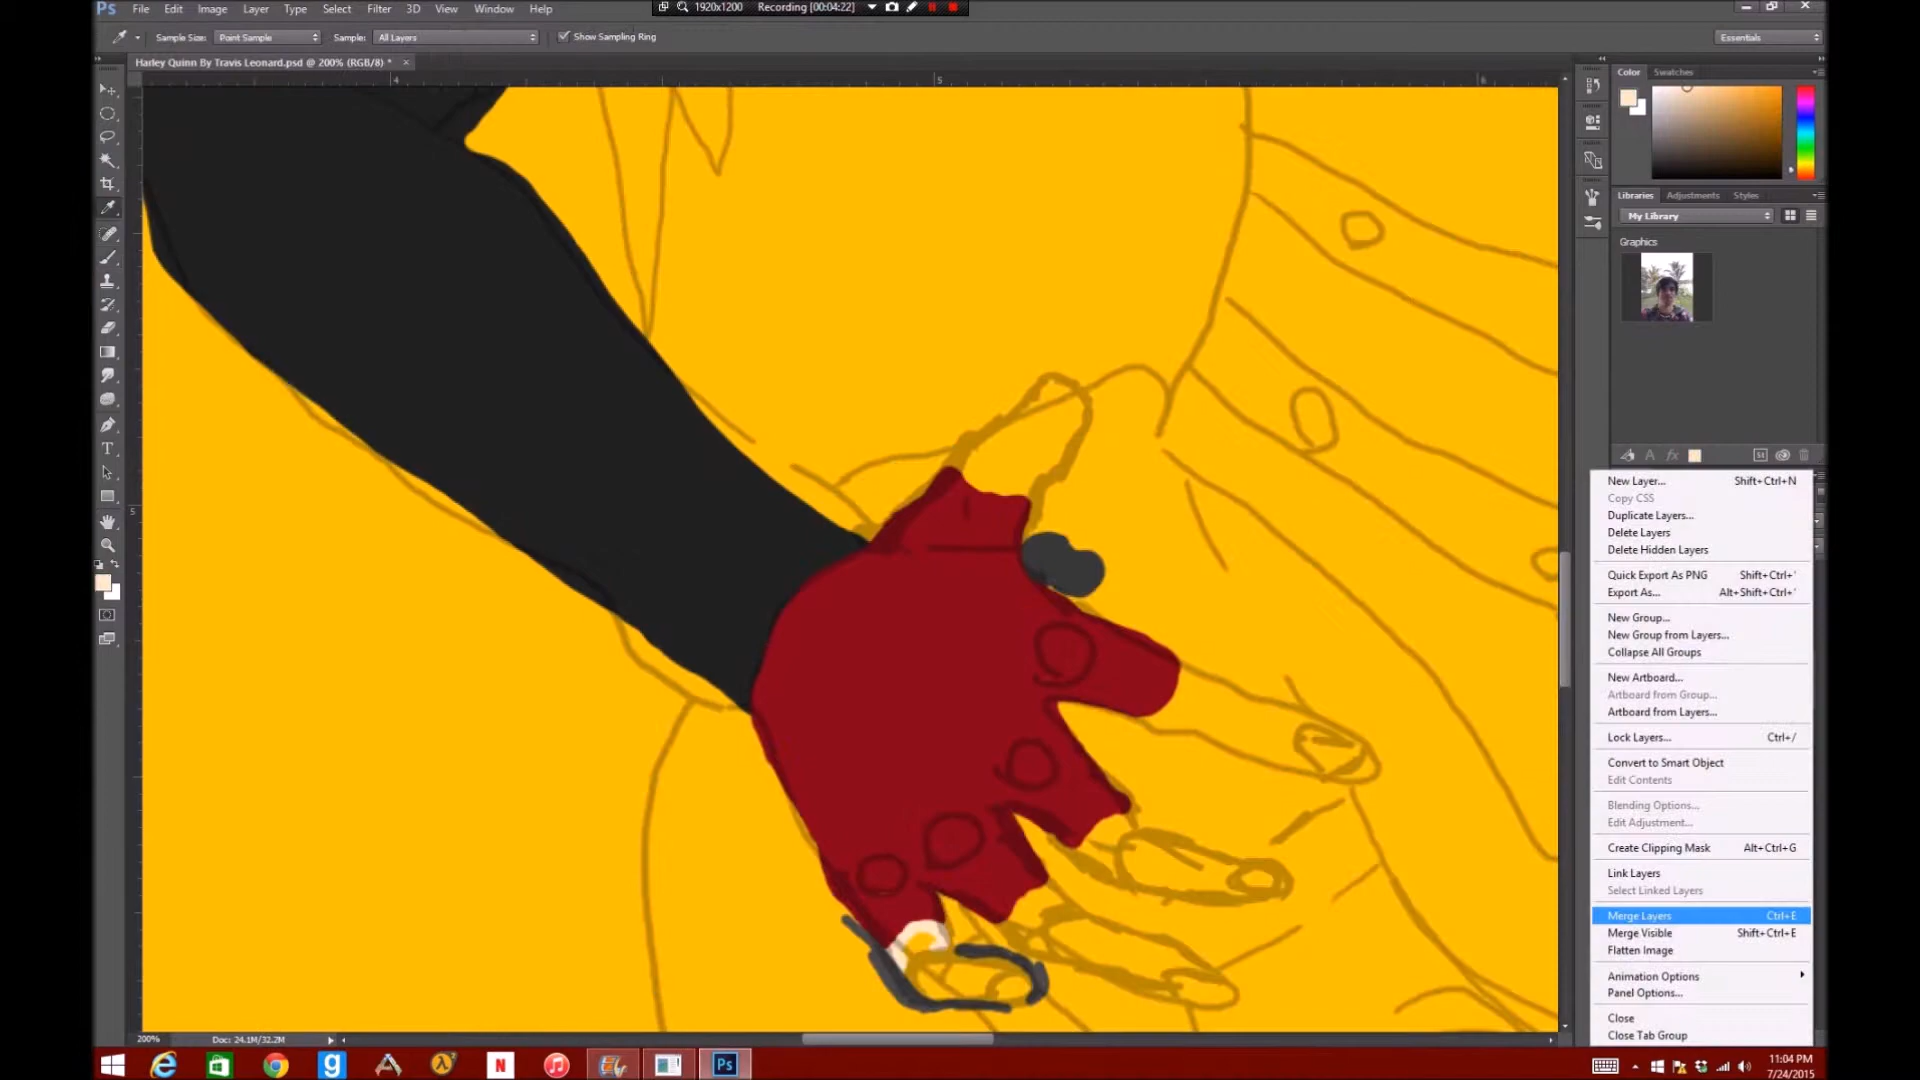 Ps File Edit Image Layer Type Select Filter 3D View Window Help
1920x1200 Recording [00:04:22]
Sample Size: Point Sample Sample: All Layers Show Sampling Ring
Essentials
Harley Quinn By Travis Leonard.psd @ 200% (RGB/8) * ×
4 5
Color Swatches
Libraries Adjustments Styles
My Library
Graphics
New Layer... Shift+Ctrl+N
Copy CSS
Duplicate Layers...
Delete Layers
Delete Hidden Layers
Quick Export As PNG Shift+Ctrl+'
Export As... Alt+Shift+Ctrl+'
New Group...
New Group from Layers...
Collapse All Groups
New Artboard...
Artboard from Group...
Artboard from Layers...
Lock Layers... Ctrl+/
Convert to Smart Object
Edit Contents
Blending Options...
Edit Adjustment...
Create Clipping Mask Alt+Ctrl+G
Link Layers
Select Linked Layers
Merge Layers Ctrl+E
Merge Visible Shift+Ctrl+E
Flatten Image
Animation Options
Panel Options...
Close
Close Tab Group
5
200% Doc: 24.1M/32.2M
11:04 PM
7/24/2015